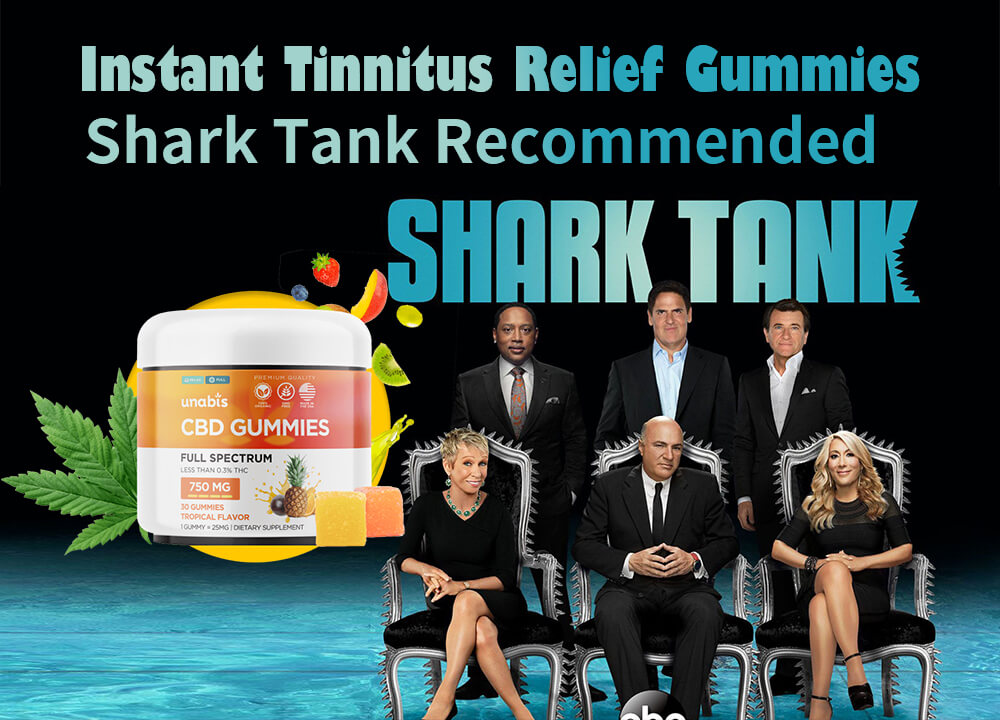 Instant Tinnitus Relief Gummies
Shark Tank Recommended
SHARK TANK
PREMIUM QUALITY
unabis
CBD GUMMIES
FULL SPECTRUM
LESS THAN 0.3% THC
750 MG
30 GUMMIES
TROPICAL FLAVOR
1 GUMMY = 25MG | DIETARY SUPPLEMENT
abc